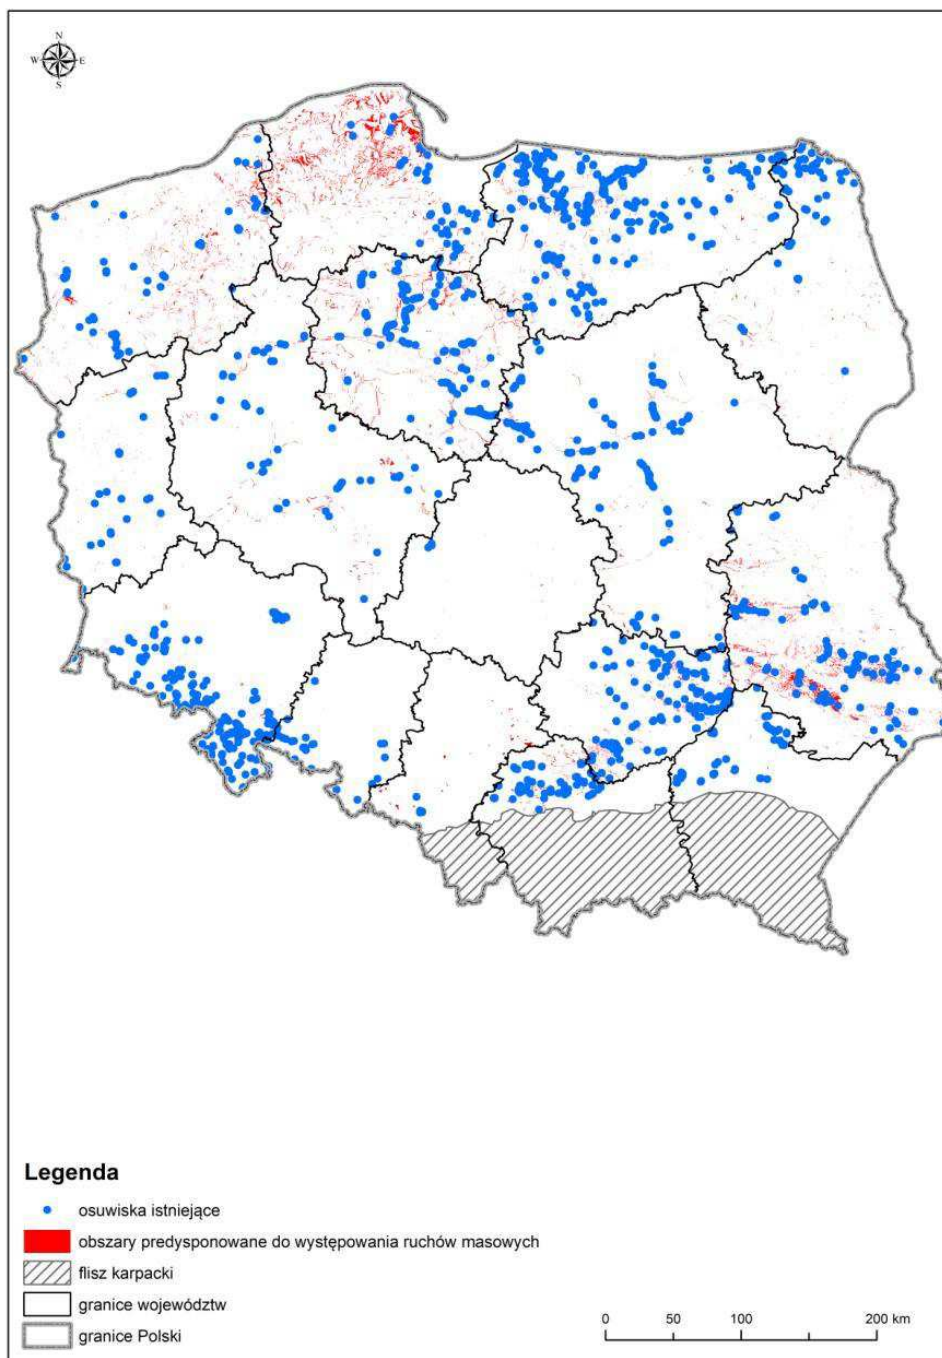 N
W E
S
Legenda
osuwiska istniejące
obszary predysponowane do występowania ruchów masowych
flisz karpacki
granice województw
granice Polski
0 50 100 200 km